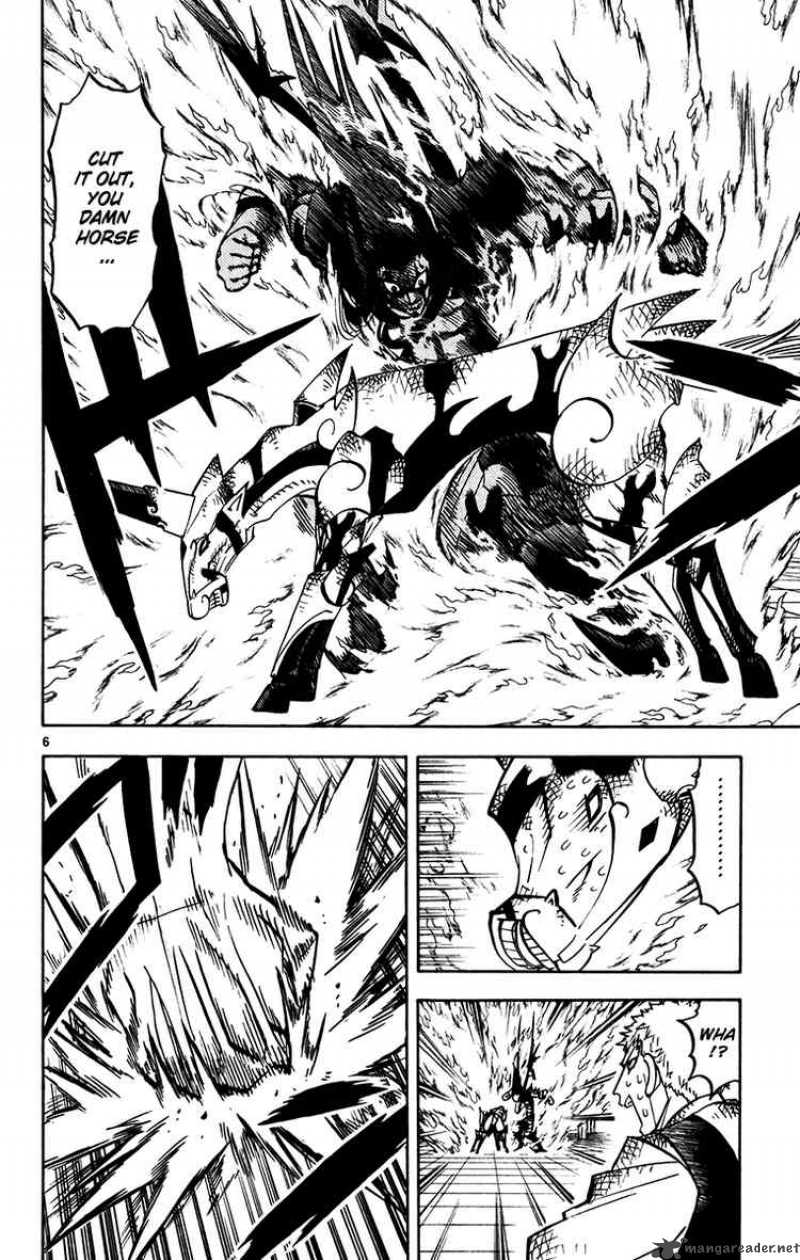 CUT
IT OUT,
YOU
DAMN
HORSE
...
6
.........
WHA
!?
mangareader.net